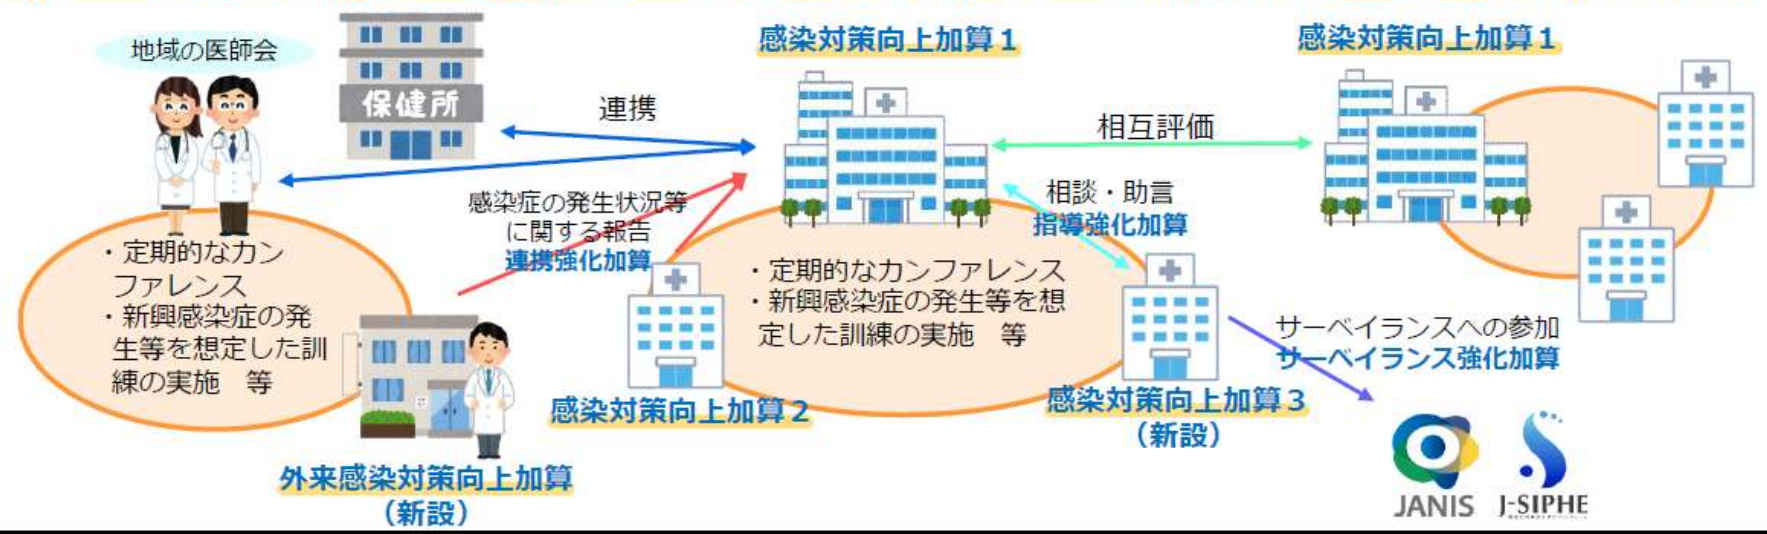 地域の医師会
保健所
連携
感染対策向上加算1
相互評価
感染対策向上加算1
感染症の発生状況等
に関する報告
連携強化加算
相談・助言
指導強化加算
・定期的なカン
ファレンス
・新興感染症の発
生等を想定した訓
練の実施　等
・定期的なカンファレンス
・新興感染症の発生等を想
定した訓練の実施　等
サーベイランスへの参加
サーベイランス強化加算
感染対策向上加算2
感染対策向上加算3
（新設）
外来感染対策向上加算
（新設）
JANIS
J-SIPHE